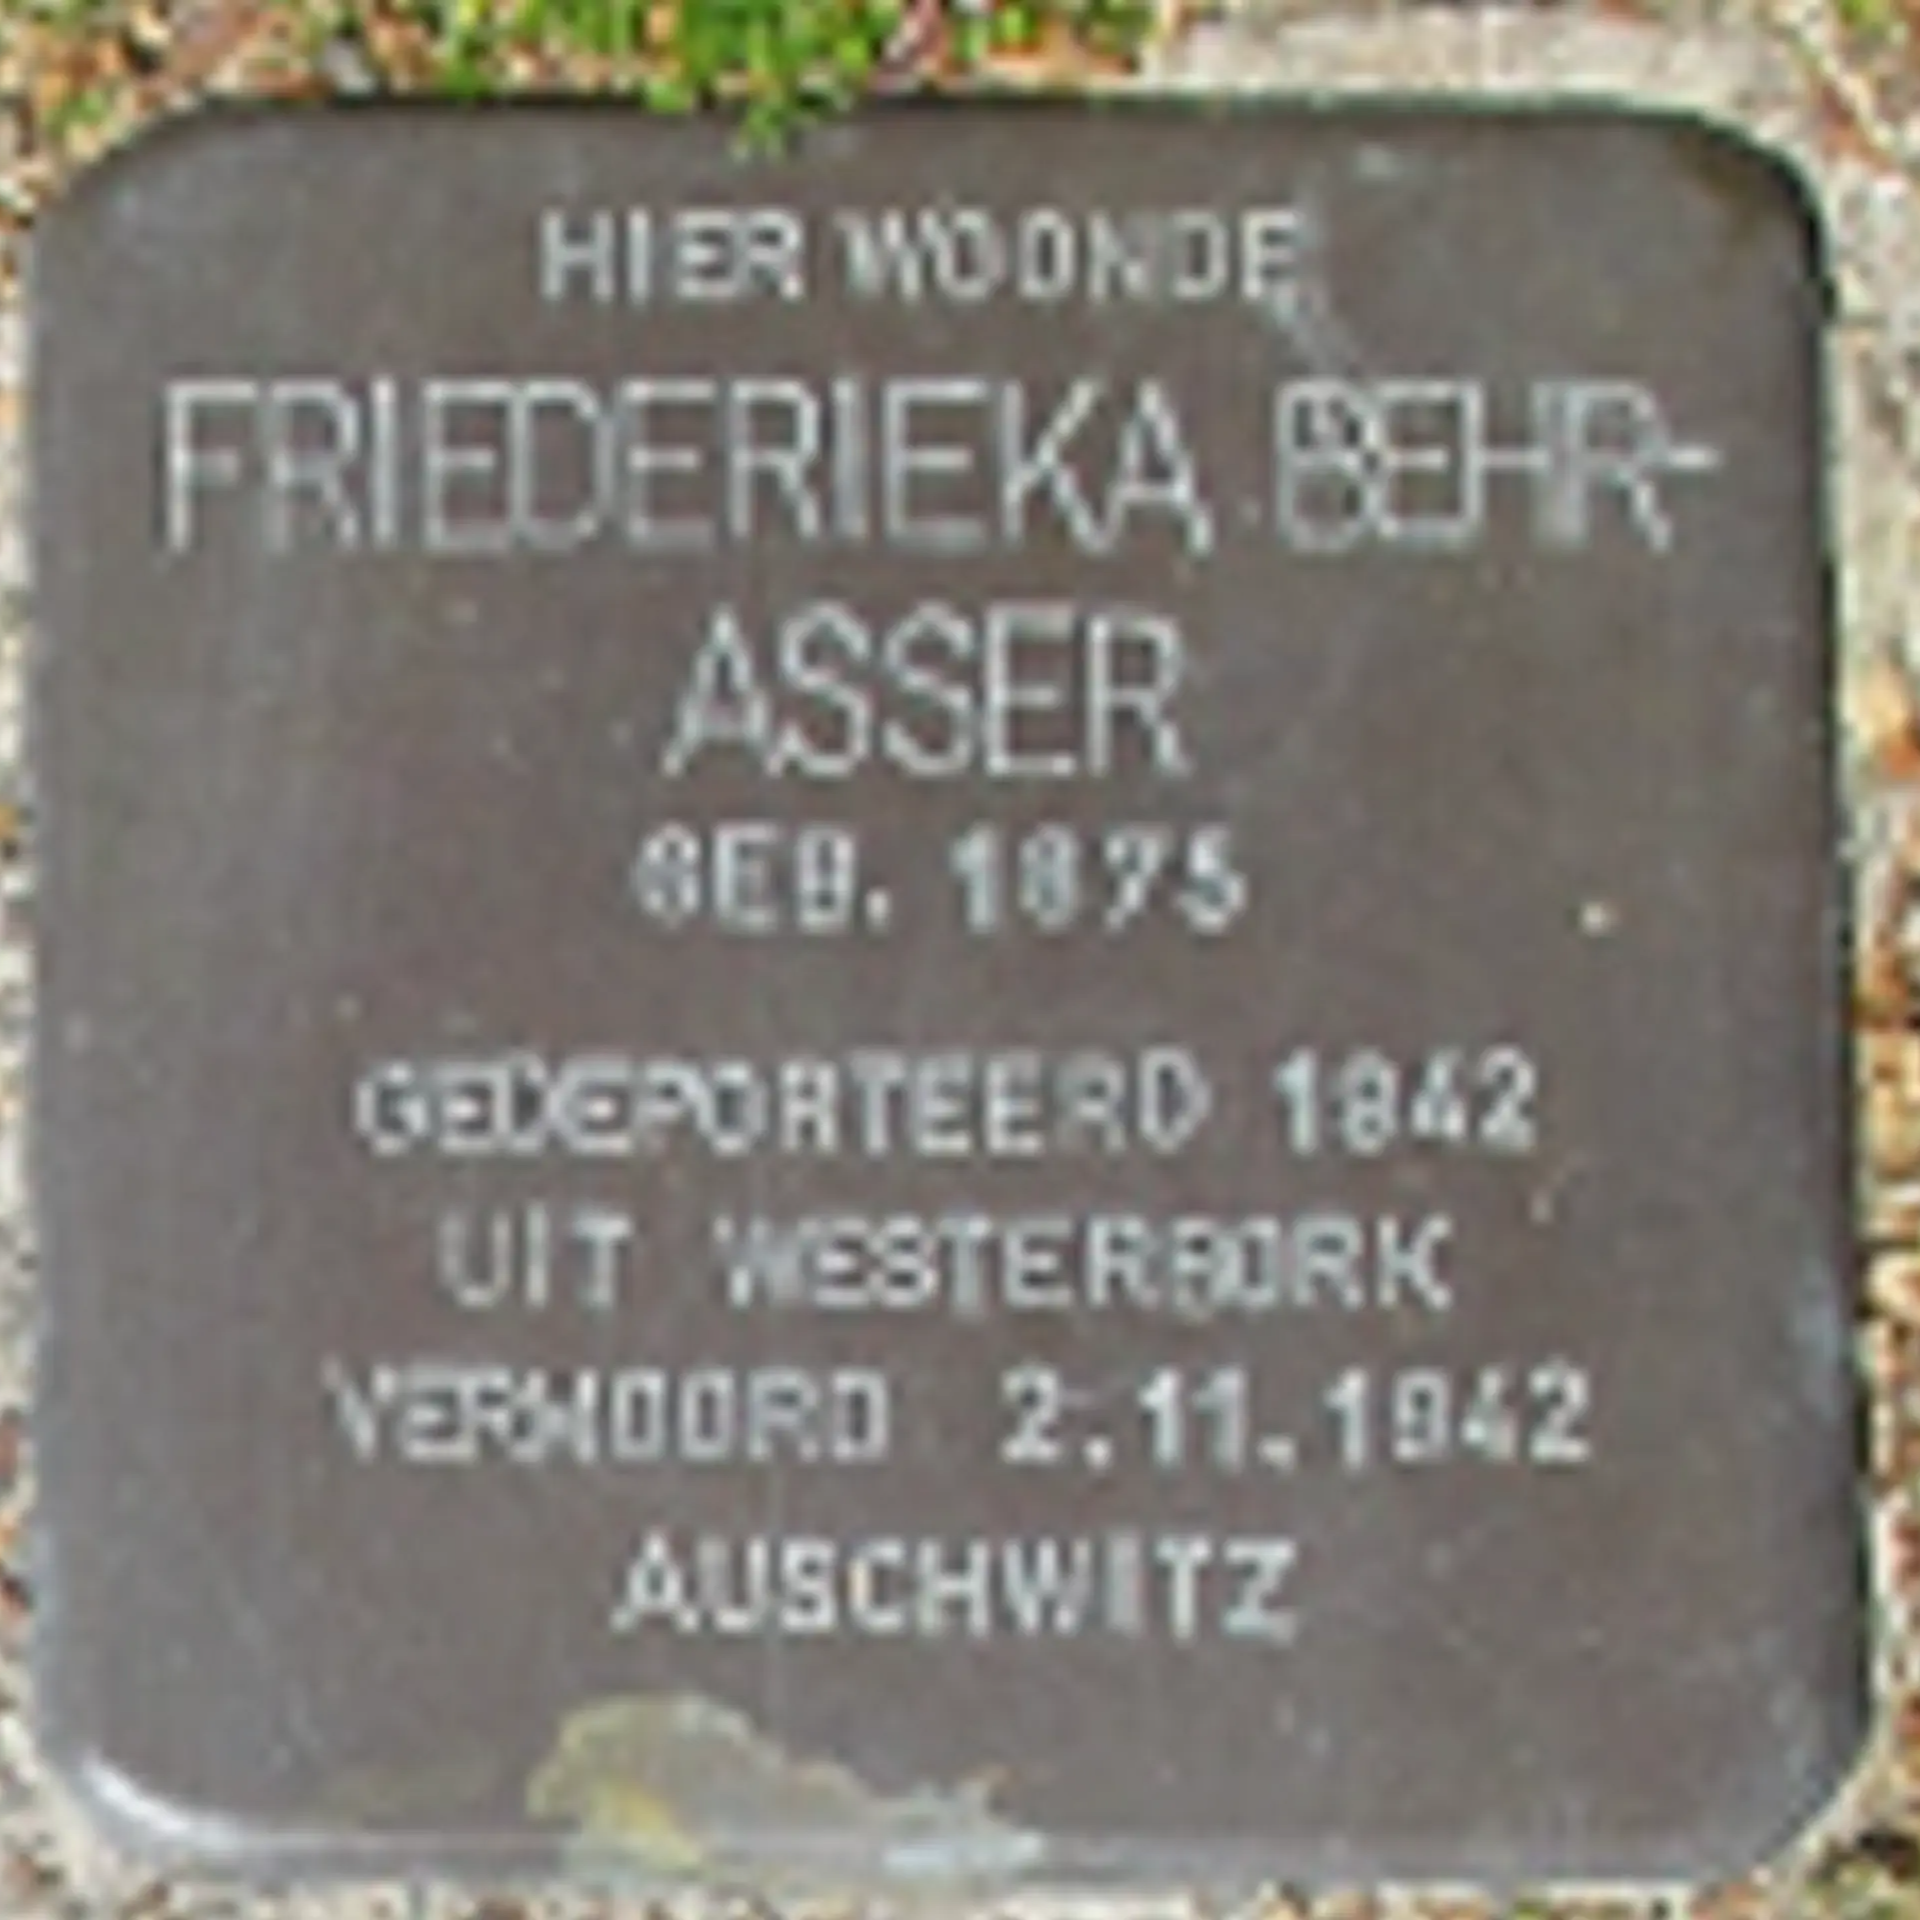 HIER WOONDE
FRIEDERIEKA BEHR-
ASSER
GEB. 1875
GEDEPORTEERD 1942
UIT WESTERBORK
VERMOORD 2.11.1942
AUSCHWITZ